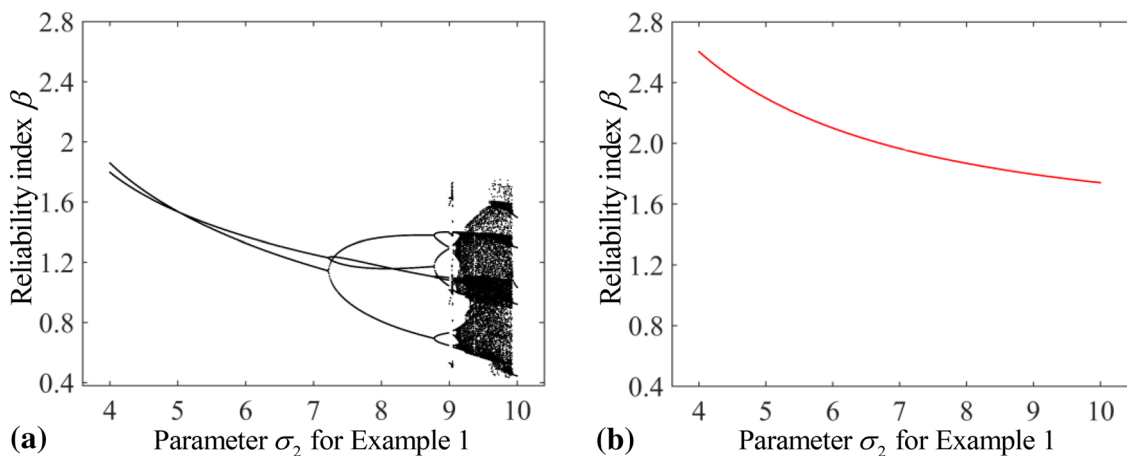 2.8
2.4
2
1.6
1.2
0.8
0.4
Reliability index β
4 5 6 7 8 9 10
(a) Parameter σ₂ for Example 1
2.8
2.4
2.0
1.6
1.2
0.8
0.4
Reliability index β
4 5 6 7 8 9 10
(b) Parameter σ₂ for Example 1